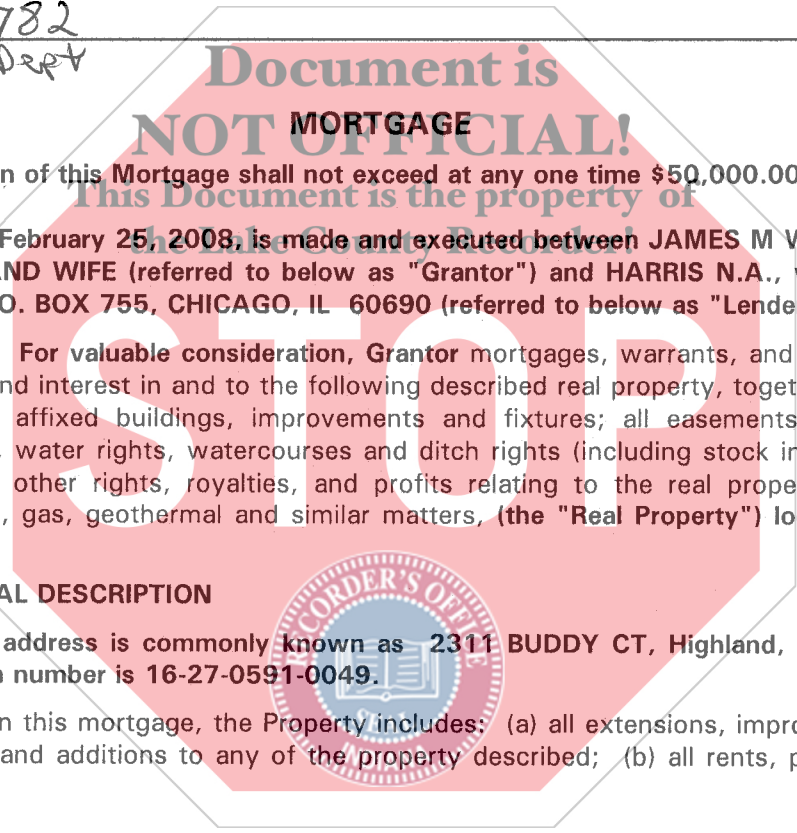 782
Dept
Document is
NOT OFFICIAL!
This Document is the property of
the Lake County Recorder!
STOP
MORTGAGE
n of this Mortgage shall not exceed at any one time $50,000.00
February 25, 2008, is made and executed between JAMES M W
AND WIFE (referred to below as "Grantor") and HARRIS N.A.,
O. BOX 755, CHICAGO, IL 60690 (referred to below as "Lende
For valuable consideration, Grantor mortgages, warrants, and
nd interest in and to the following described real property, toget
affixed buildings, improvements and fixtures; all easements
, water rights, watercourses and ditch rights (including stock in
other rights, royalties, and profits relating to the real prope
, gas, geothermal and similar matters, (the "Real Property") lo
AL DESCRIPTION
address is commonly known as 2311 BUDDY CT, Highland,
n number is 16-27-0591-0049.
n this mortgage, the Property includes: (a) all extensions, impro
and additions to any of the property described; (b) all rents, p
RECORDER'S OFFICE
SEAL
INDIANA